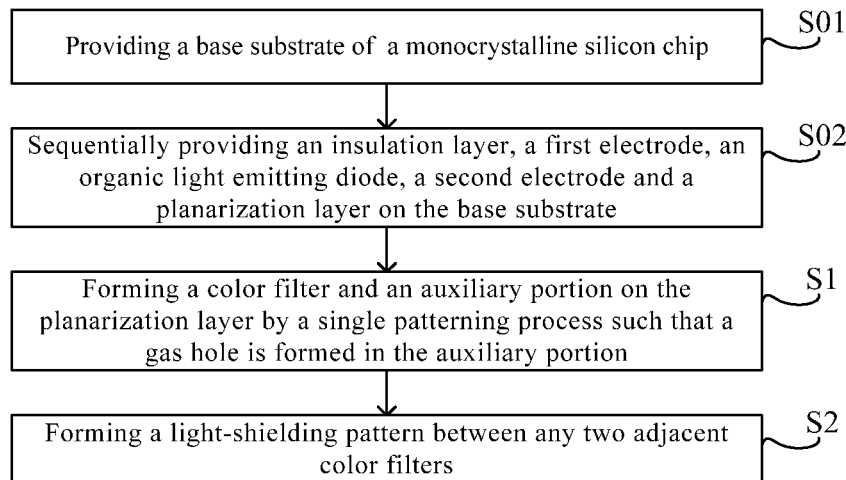 Providing a base substrate of a monocrystalline silicon chip
S01
Sequentially providing an insulation layer, a first electrode, an
organic light emitting diode, a second electrode and a
planarization layer on the base substrate
S02
Forming a color filter and an auxiliary portion on the
planarization layer by a single patterning process such that a
gas hole is formed in the auxiliary portion
S1
Forming a light-shielding pattern between any two adjacent
color filters
S2